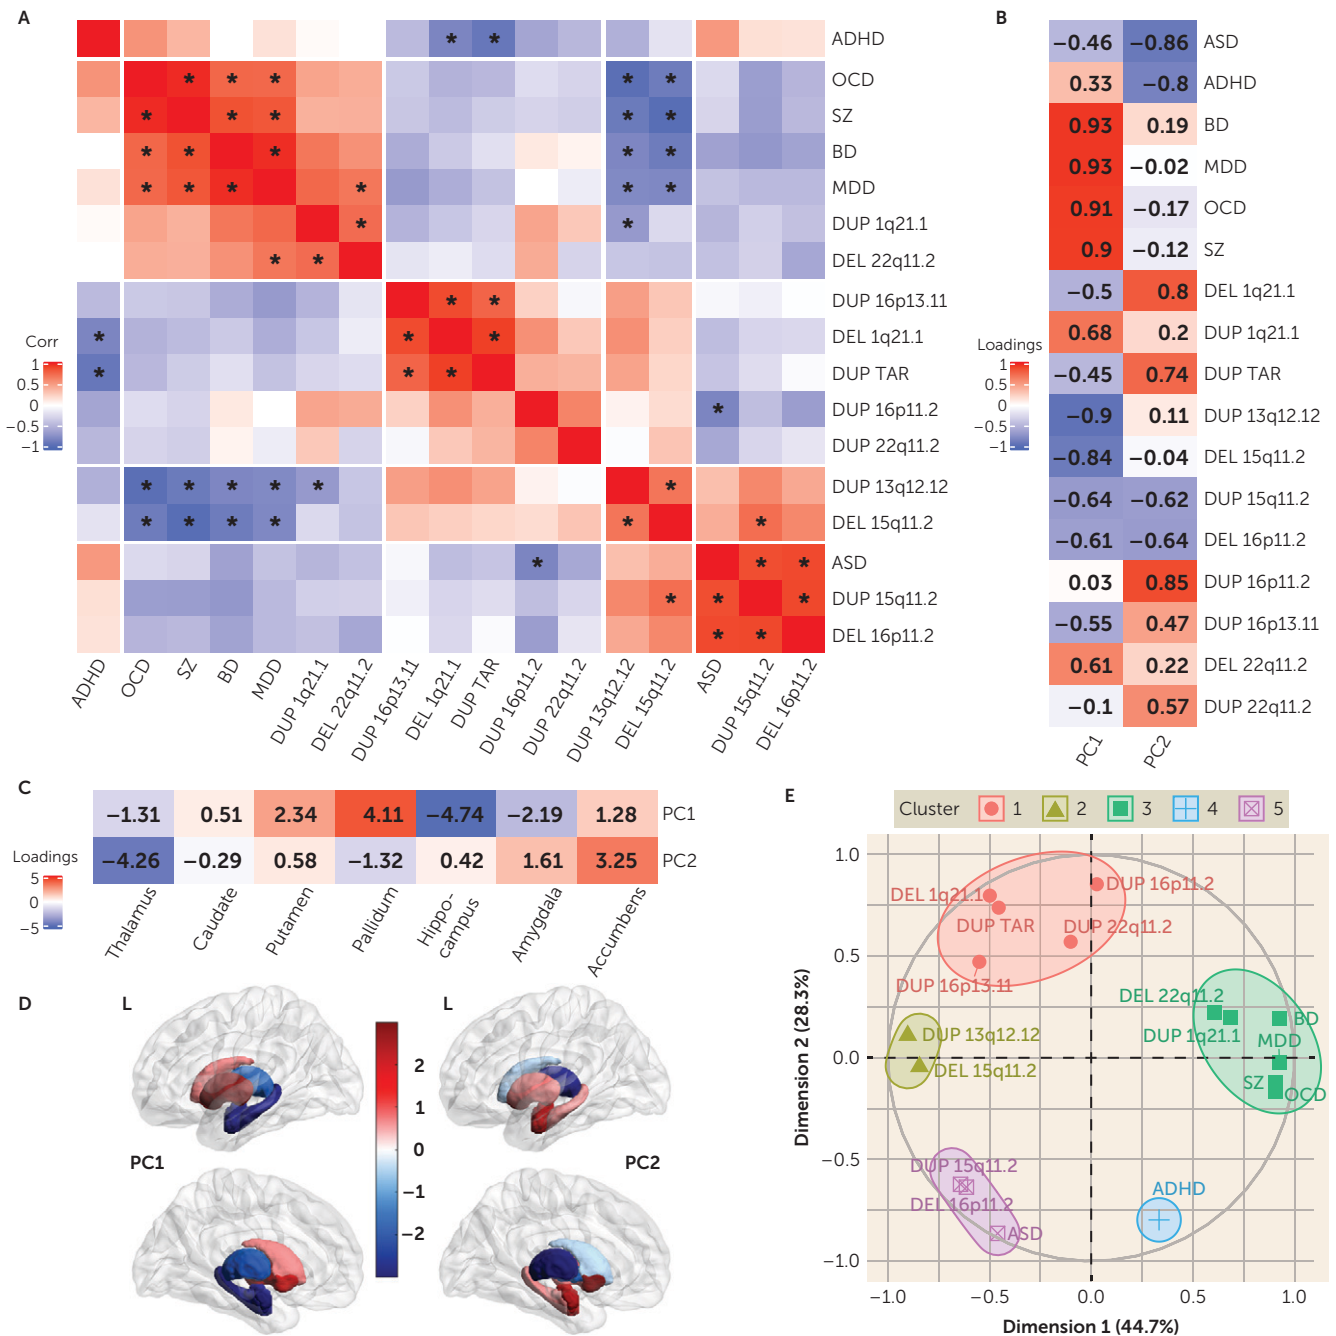 A
ADHD
* *
OCD
* * * * *
SZ
* * * * *
BD
* * * * *
MDD
* * * * * *
DUP 1q21.1
* *
DEL 22q11.2
* *
DUP 16p13.11
* *
DEL 1q21.1
* * *
DUP TAR
* * *
DUP 16p11.2
*
DUP 22q11.2
DUP 13q12.12
* * * * * *
DEL 15q11.2
* * * * * *
ASD
* * *
DUP 15q11.2
* * *
DEL 16p11.2
* *
Corr
1
0.5
0
−0.5
−1
ADHD
OCD
SZ
BD
MDD
DUP 1q21.1
DEL 22q11.2
DUP 16p13.11
DEL 1q21.1
DUP TAR
DUP 16p11.2
DUP 22q11.2
DUP 13q12.12
DEL 15q11.2
ASD
DUP 15q11.2
DEL 16p11.2
B
−0.46 −0.86 ASD
0.33 −0.8 ADHD
0.93 0.19 BD
0.93 −0.02 MDD
0.91 −0.17 OCD
0.9 −0.12 SZ
−0.5 0.8 DEL 1q21.1
0.68 0.2 DUP 1q21.1
−0.45 0.74 DUP TAR
−0.9 0.11 DUP 13q12.12
−0.84 −0.04 DEL 15q11.2
−0.64 −0.62 DUP 15q11.2
−0.61 −0.64 DEL 16p11.2
0.03 0.85 DUP 16p11.2
−0.55 0.47 DUP 16p13.11
0.61 0.22 DEL 22q11.2
−0.1 0.57 DUP 22q11.2
PC1 PC2
Loadings
1
0.5
0
−0.5
−1
C
−1.31 0.51 2.34 4.11 −4.74 −2.19 1.28 PC1
−4.26 −0.29 0.58 −1.32 0.42 1.61 3.25 PC2
Loadings
5
0
−5
Thalamus
Caudate
Putamen
Pallidum
Hippo-
campus
Amygdala
Accumbens
D
L
L
2
1
0
−1
−2
PC1
PC2
E
Cluster 1 2 3 4 5
1.0
0.5
0.0
−0.5
−1.0
Dimension 2 (28.3%)
DEL 1q21.1
DUP 16p11.2
DUP TAR
DUP 22q11.2
DUP 16p13.11
DEL 22q11.2
BD
DUP 1q21.1
MDD
SZ
OCD
DUP 13q12.12
DEL 15q11.2
DUP 15q11.2
DEL 16p11.2
ASD
ADHD
−1.0 −0.5 0.0 0.5 1.0
Dimension 1 (44.7%)